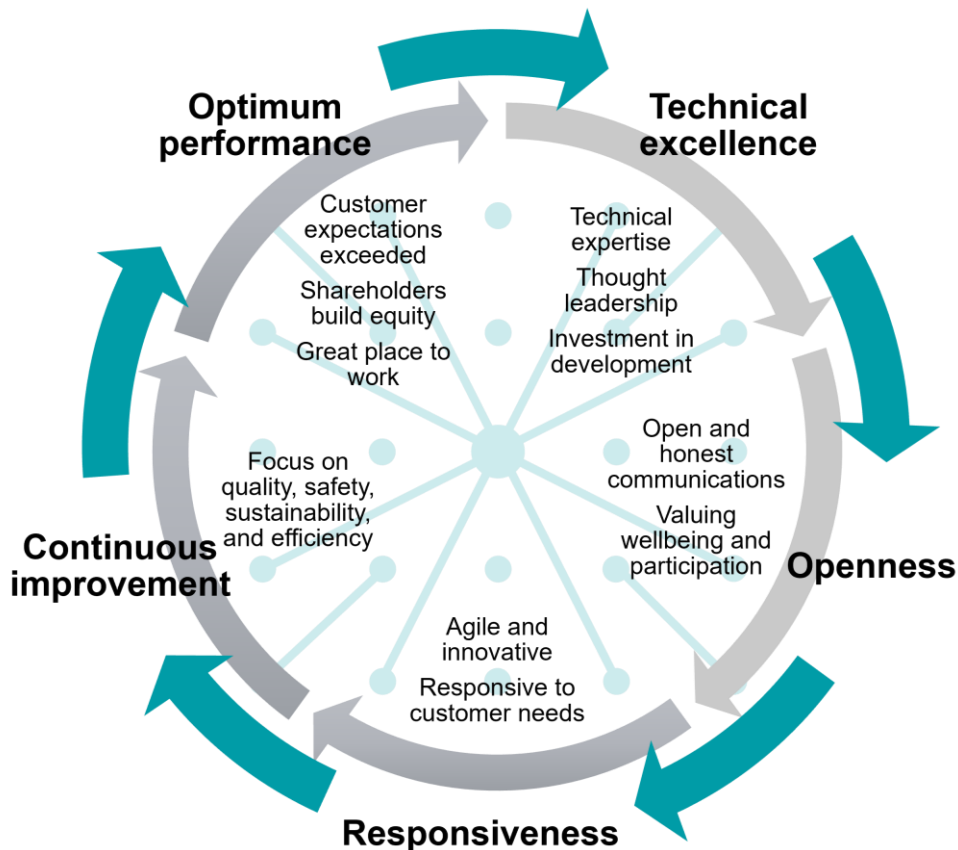 Optimum
performance
Technical
excellence
Customer
expectations
exceeded
Shareholders
build equity
Great place to
work
Technical
expertise
Thought
leadership
Investment in
development
Open and
honest
communications
Valuing
wellbeing and
participation
Openness
Focus on
quality, safety,
sustainability,
and efficiency
Continuous
improvement
Agile and
innovative
Responsive to
customer needs
Responsiveness